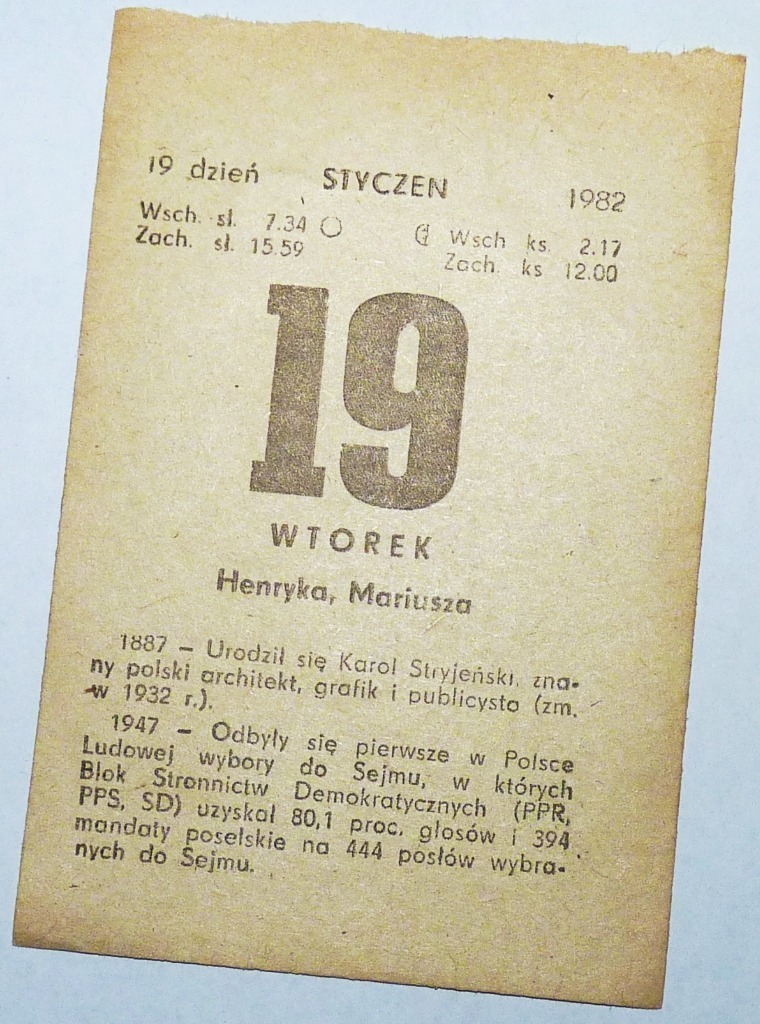 19 dzień STYCZEŃ 1982
Wsch. sł. 7.34 Wsch ks. 2.17
Zach. sł. 15.59 Zach. ks 12.00
19
WTOREK
Henryka, Mariusza
1887 – Urodził się Karol Stryjeński, zna-
ny polski architekt, grafik i publicysta (zm.
w 1932 r.).
1947 – Odbyły się pierwsze w Polsce
Ludowej wybory do Sejmu, w których
Blok Stronnictw Demokratycznych (PPR,
PPS, SD) uzyskał 80,1 proc. głosów i 394
mandaty poselskie na 444 posłów wybra-
nych do Sejmu.